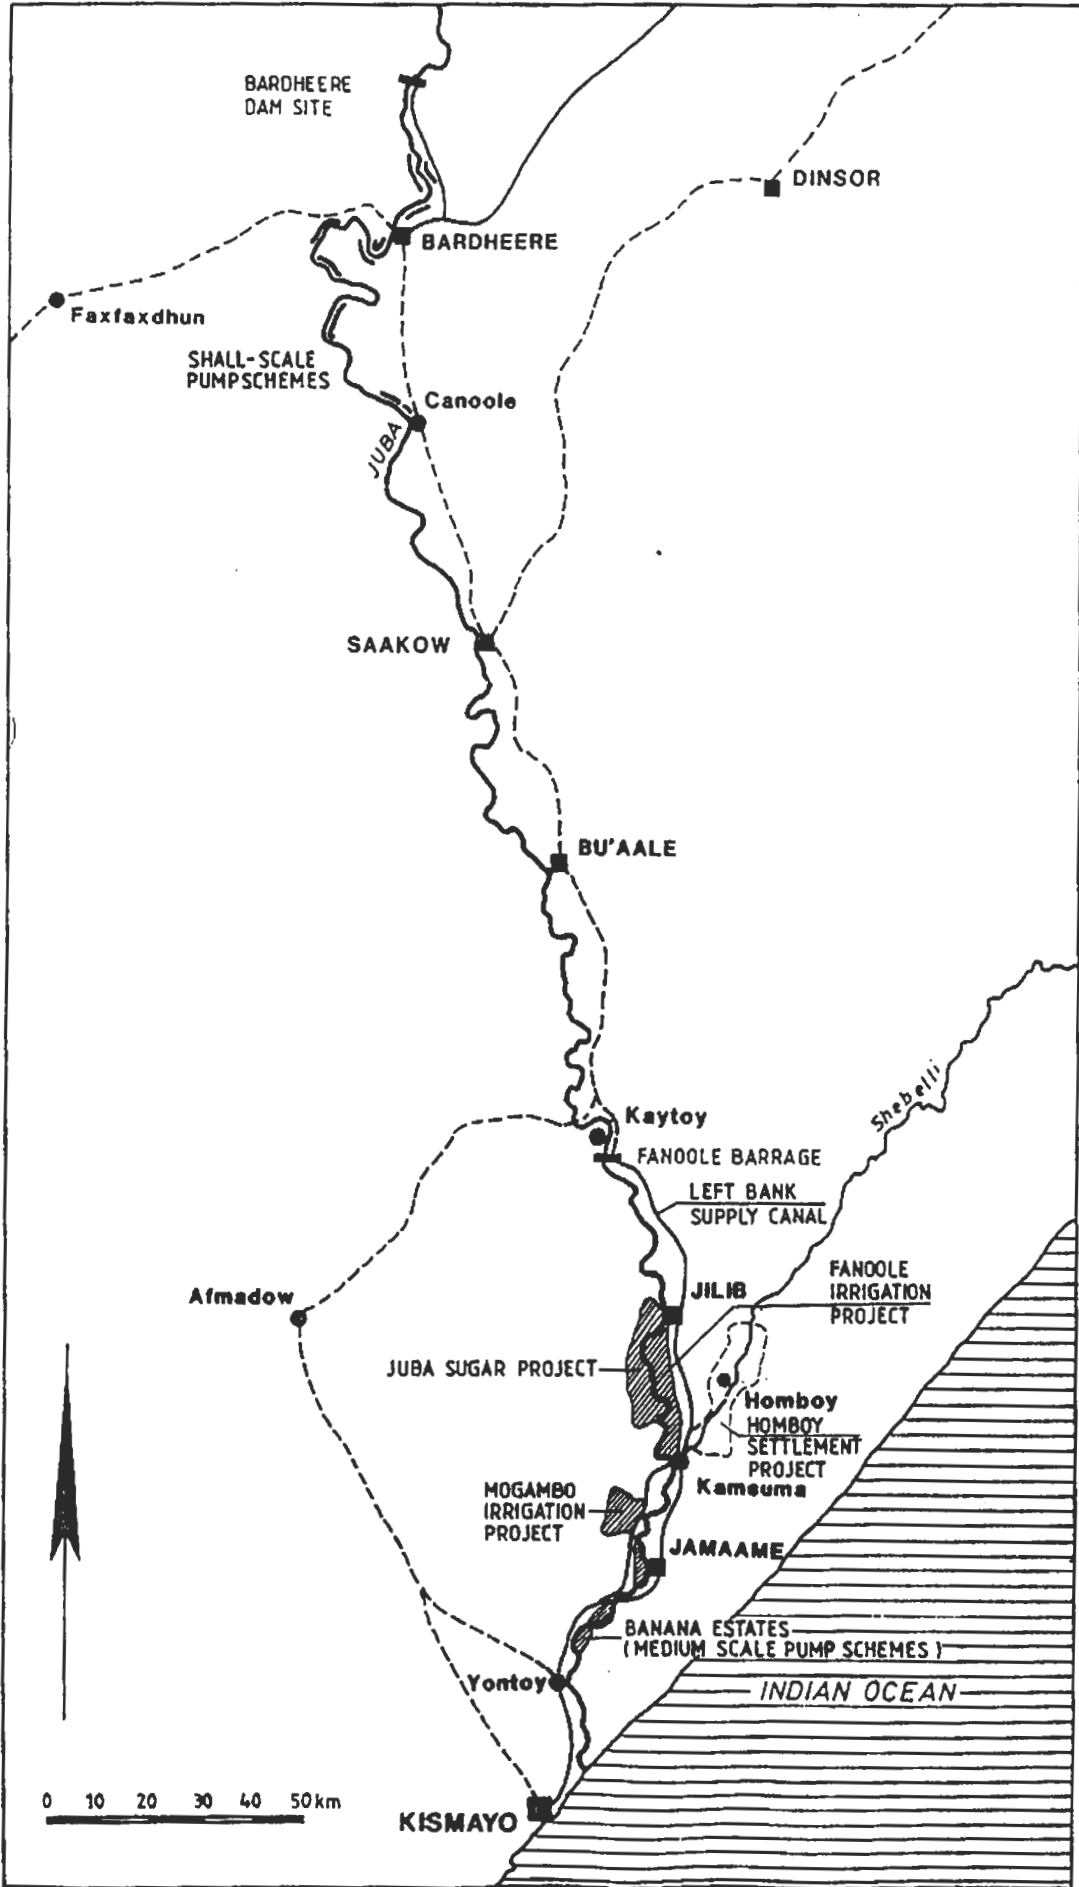 BARDHEERE
DAM SITE
DINSOR
BARDHEERE
Faxfaxdhun
SHALL-SCALE
PUMPSCHEMES
Canoole
JUBA
SAAKOW
BU'AALE
Shebelli
Kaytoy
FANOOLE BARRAGE
LEFT BANK
SUPPLY CANAL
Afmadow
JILIB
FANOOLE
IRRIGATION
PROJECT
JUBA SUGAR PROJECT
Homboy
HOMBOY
SETTLEMENT
PROJECT
Kamsuma
MOGAMBO
IRRIGATION
PROJECT
JAMAAME
BANANA ESTATES
(MEDIUM SCALE PUMP SCHEMES)
Yontoy
INDIAN OCEAN
0 10 20 30 40 50 km
KISMAYO